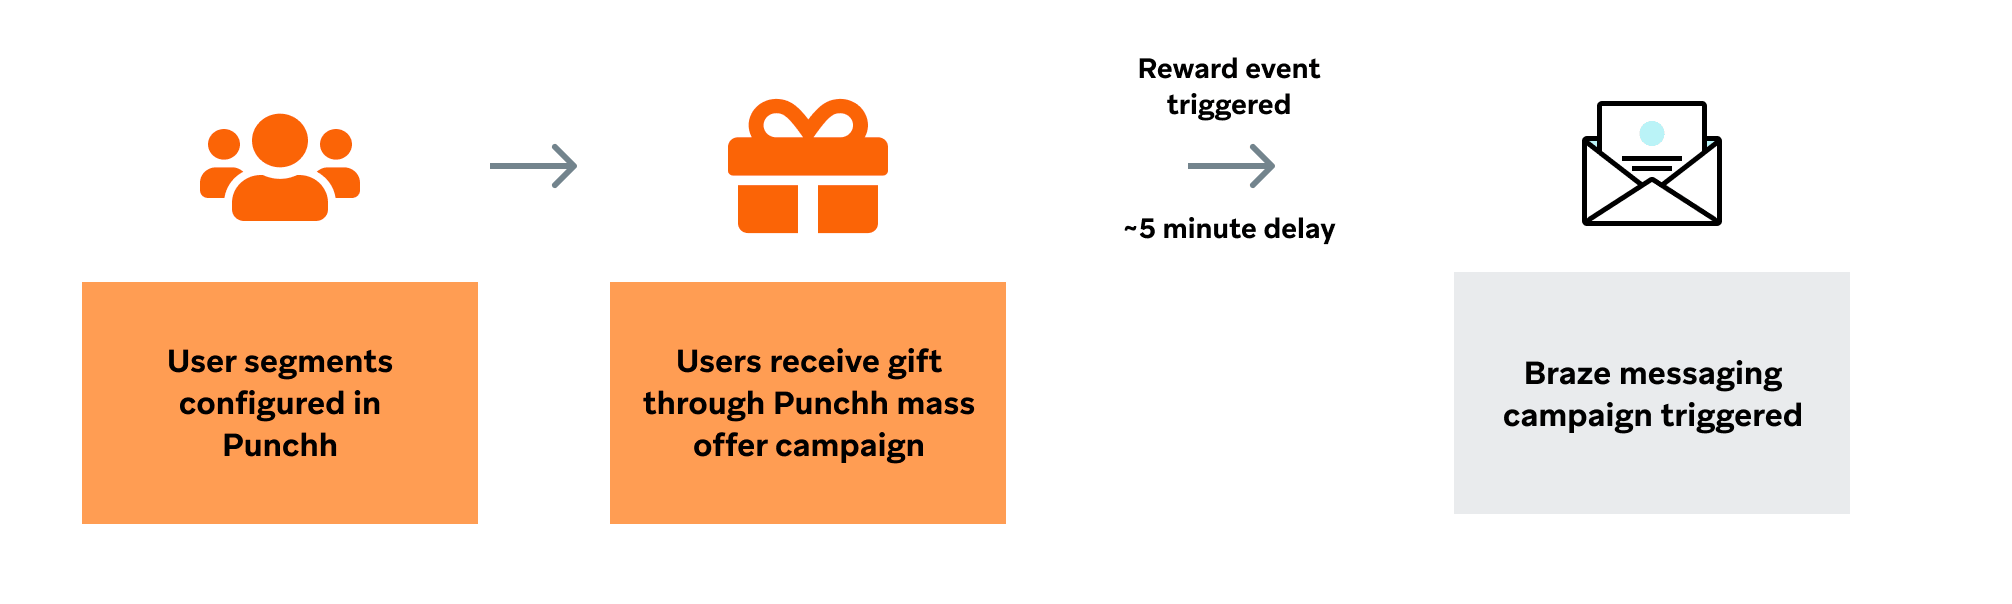 Reward event
triggered
~5 minute delay
User segments
configured in
Punchh
Users receive gift
through Punchh mass
offer campaign
Braze messaging
campaign triggered